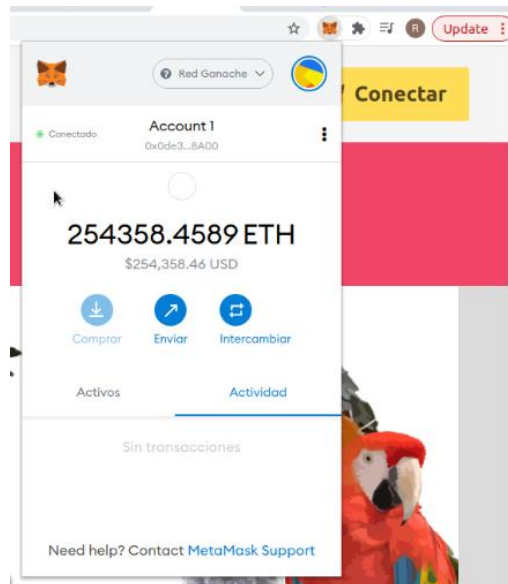 R
Update
Red Ganache
Conectar
Conectado
Account 1
0x0de3...8A00
254358.4589 ETH
$254,358.46 USD
Comprar
Enviar
Intercambiar
Activos
Actividad
Sin transacciones
Need help? Contact MetaMask Support